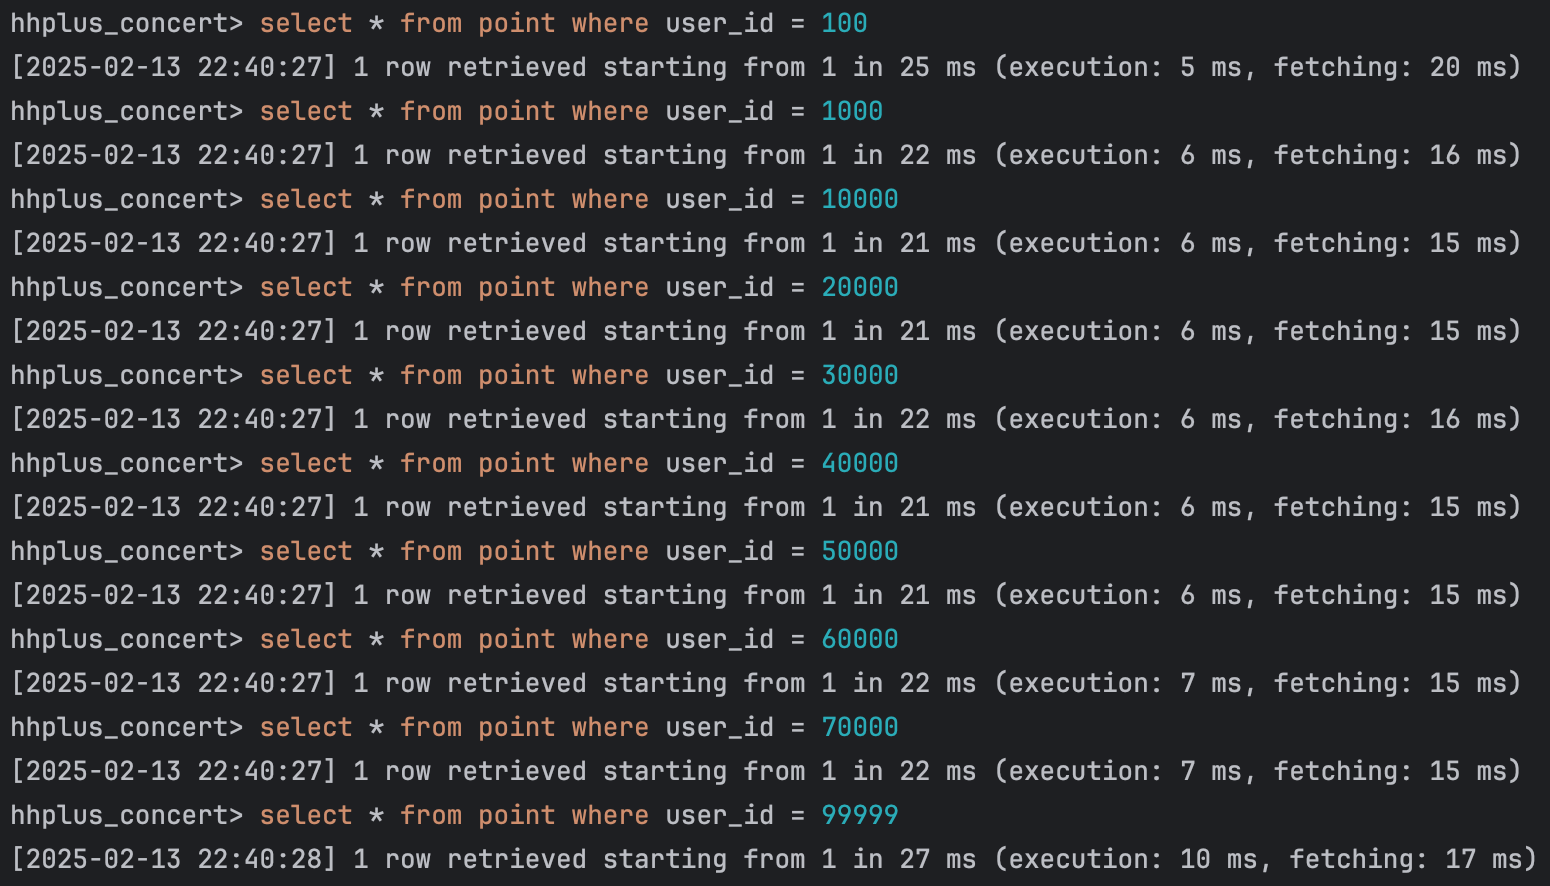 hhplus_concert> select * from point where user_id = 100
[2025-02-13 22:40:27] 1 row retrieved starting from 1 in 25 ms (execution: 5 ms, fetching: 20 ms)
hhplus_concert> select * from point where user_id = 1000
[2025-02-13 22:40:27] 1 row retrieved starting from 1 in 22 ms (execution: 6 ms, fetching: 16 ms)
hhplus_concert> select * from point where user_id = 10000
[2025-02-13 22:40:27] 1 row retrieved starting from 1 in 21 ms (execution: 6 ms, fetching: 15 ms)
hhplus_concert> select * from point where user_id = 20000
[2025-02-13 22:40:27] 1 row retrieved starting from 1 in 21 ms (execution: 6 ms, fetching: 15 ms)
hhplus_concert> select * from point where user_id = 30000
[2025-02-13 22:40:27] 1 row retrieved starting from 1 in 22 ms (execution: 6 ms, fetching: 16 ms)
hhplus_concert> select * from point where user_id = 40000
[2025-02-13 22:40:27] 1 row retrieved starting from 1 in 21 ms (execution: 6 ms, fetching: 15 ms)
hhplus_concert> select * from point where user_id = 50000
[2025-02-13 22:40:27] 1 row retrieved starting from 1 in 21 ms (execution: 6 ms, fetching: 15 ms)
hhplus_concert> select * from point where user_id = 60000
[2025-02-13 22:40:27] 1 row retrieved starting from 1 in 22 ms (execution: 7 ms, fetching: 15 ms)
hhplus_concert> select * from point where user_id = 70000
[2025-02-13 22:40:27] 1 row retrieved starting from 1 in 22 ms (execution: 7 ms, fetching: 15 ms)
hhplus_concert> select * from point where user_id = 99999
[2025-02-13 22:40:28] 1 row retrieved starting from 1 in 27 ms (execution: 10 ms, fetching: 17 ms)